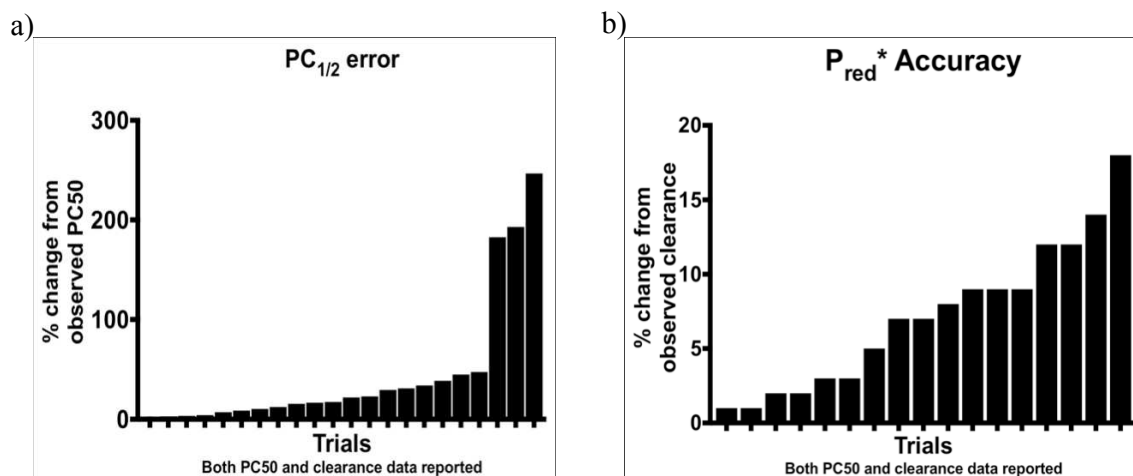 a)
PC1/2 error
300
200
100
0
% change from
observed PC50
Trials
Both PC50 and clearance data reported
b)
Pred* Accuracy
20
15
10
5
0
% change from
observed clearance
Trials
Both PC50 and clearance data reported